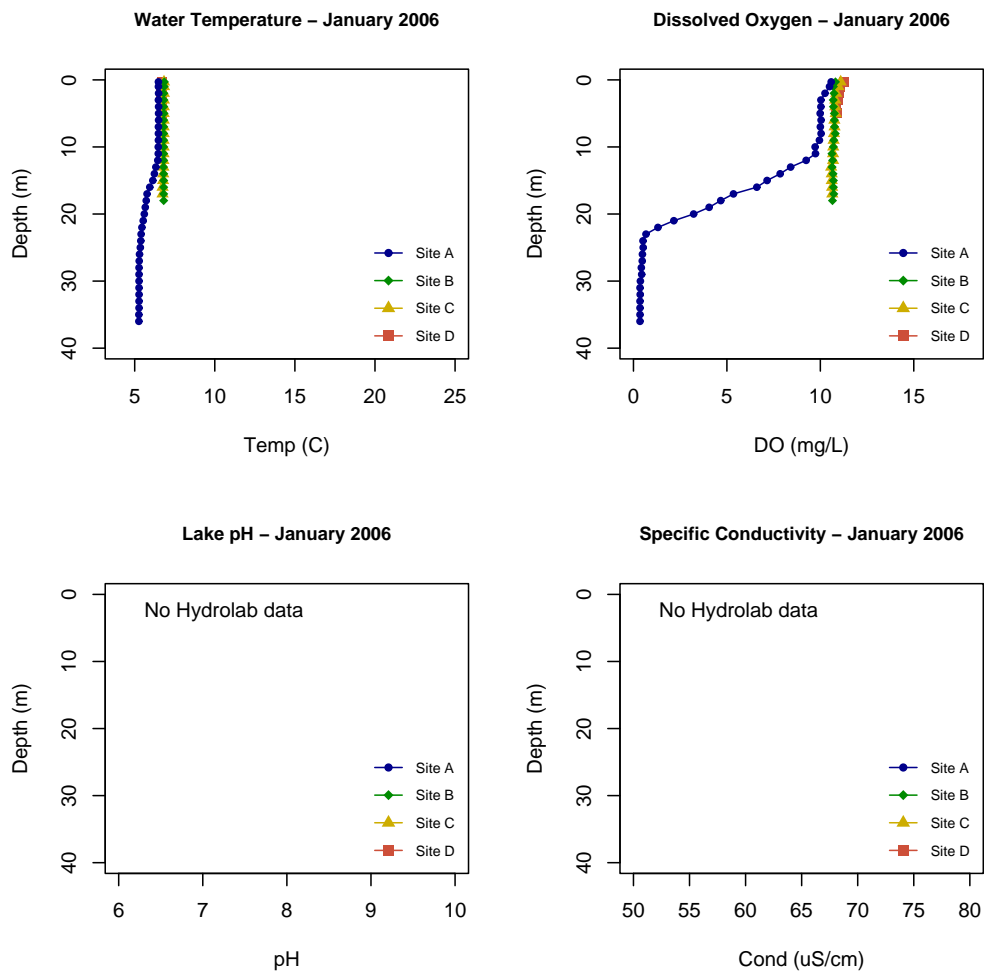 Water Temperature − January 2006
0
10
20
30
40
Depth (m)
5
10
15
20
25
Temp (C)
Site A
Site B
Site C
Site D
Dissolved Oxygen − January 2006
0
10
20
30
40
Depth (m)
0
5
10
15
DO (mg/L)
Site A
Site B
Site C
Site D
Lake pH − January 2006
No Hydrolab data
0
10
20
30
40
Depth (m)
6
7
8
9
10
pH
Site A
Site B
Site C
Site D
Specific Conductivity − January 2006
No Hydrolab data
0
10
20
30
40
Depth (m)
50
55
60
65
70
75
80
Cond (uS/cm)
Site A
Site B
Site C
Site D